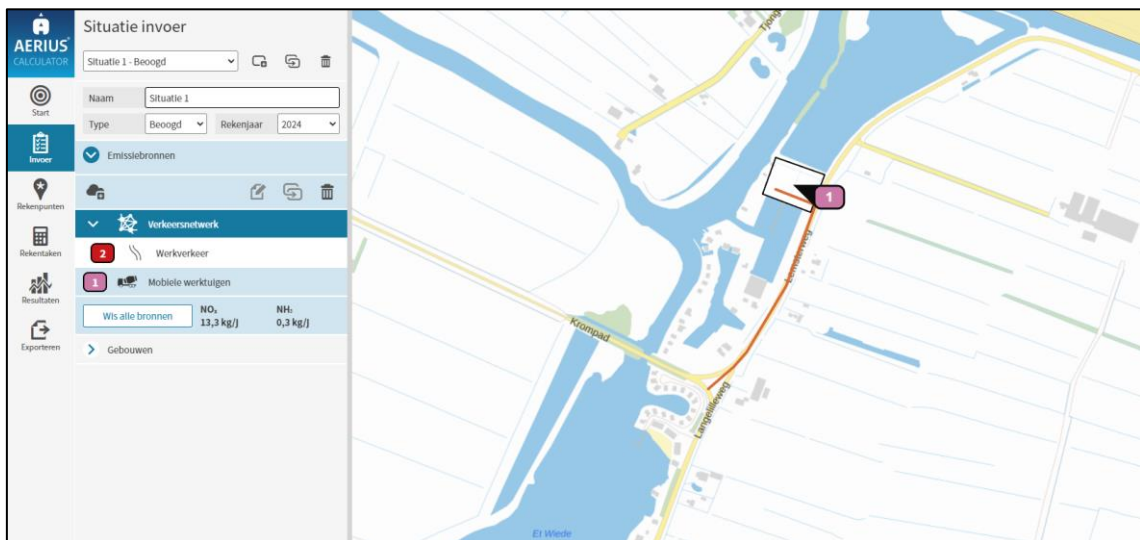 AERIUS
CALCULATOR
Start
Invoer
Rekenpunten
Rekentaken
Resultaten
Exporteren
Situatie invoer
Situatie 1 - Beoogd
Naam Situatie 1
Type Beoogd Rekenjaar 2024
Emissiebronnen
Verkeersnetwerk
2 Werkverkeer
1 Mobiele werktuigen
Wis alle bronnen
NOₓ
13,3 kg/j
NH₃
0,3 kg/j
Gebouwen
Tjong
1
Lemsterweg
Krompad
Langelilleweg
Et Wiede